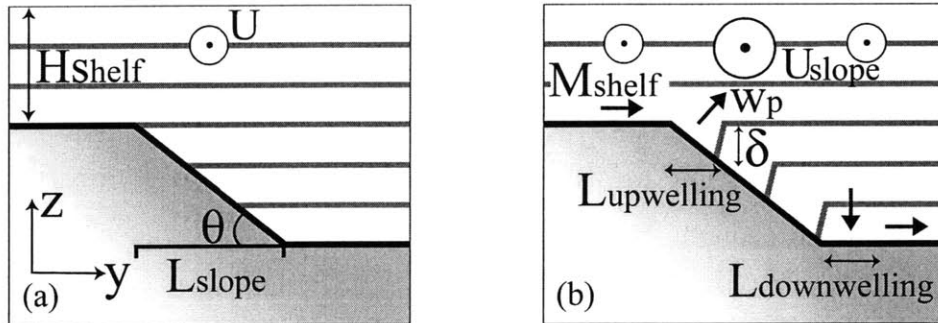 U
Hshelf
z
θ
y
Lslope
(a)
Mshelf
Uslope
wp
δ
Lupwelling
Ldownwelling
(b)